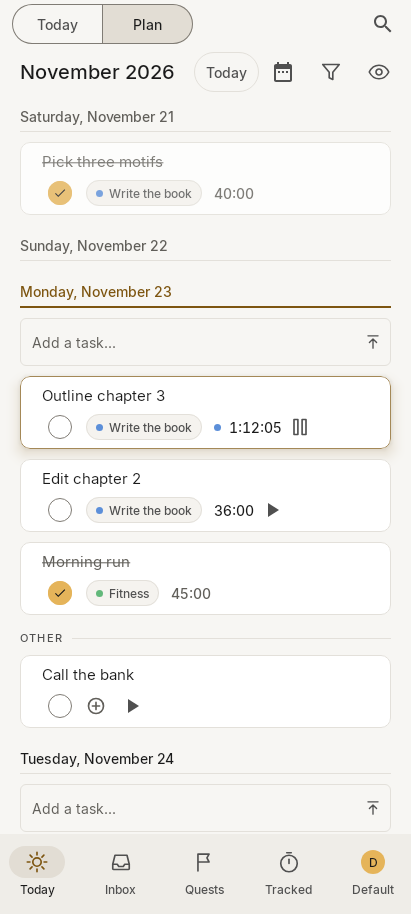 Today Plan
November 2026 Today
Saturday, November 21
Pick three motifs
Write the book 40:00
Sunday, November 22
Monday, November 23
Add a task...
Outline chapter 3
Write the book 1:12:05
Edit chapter 2
Write the book 36:00
Morning run
Fitness 45:00
OTHER
Call the bank
Tuesday, November 24
Add a task...
D
Today Inbox Quests Tracked Default